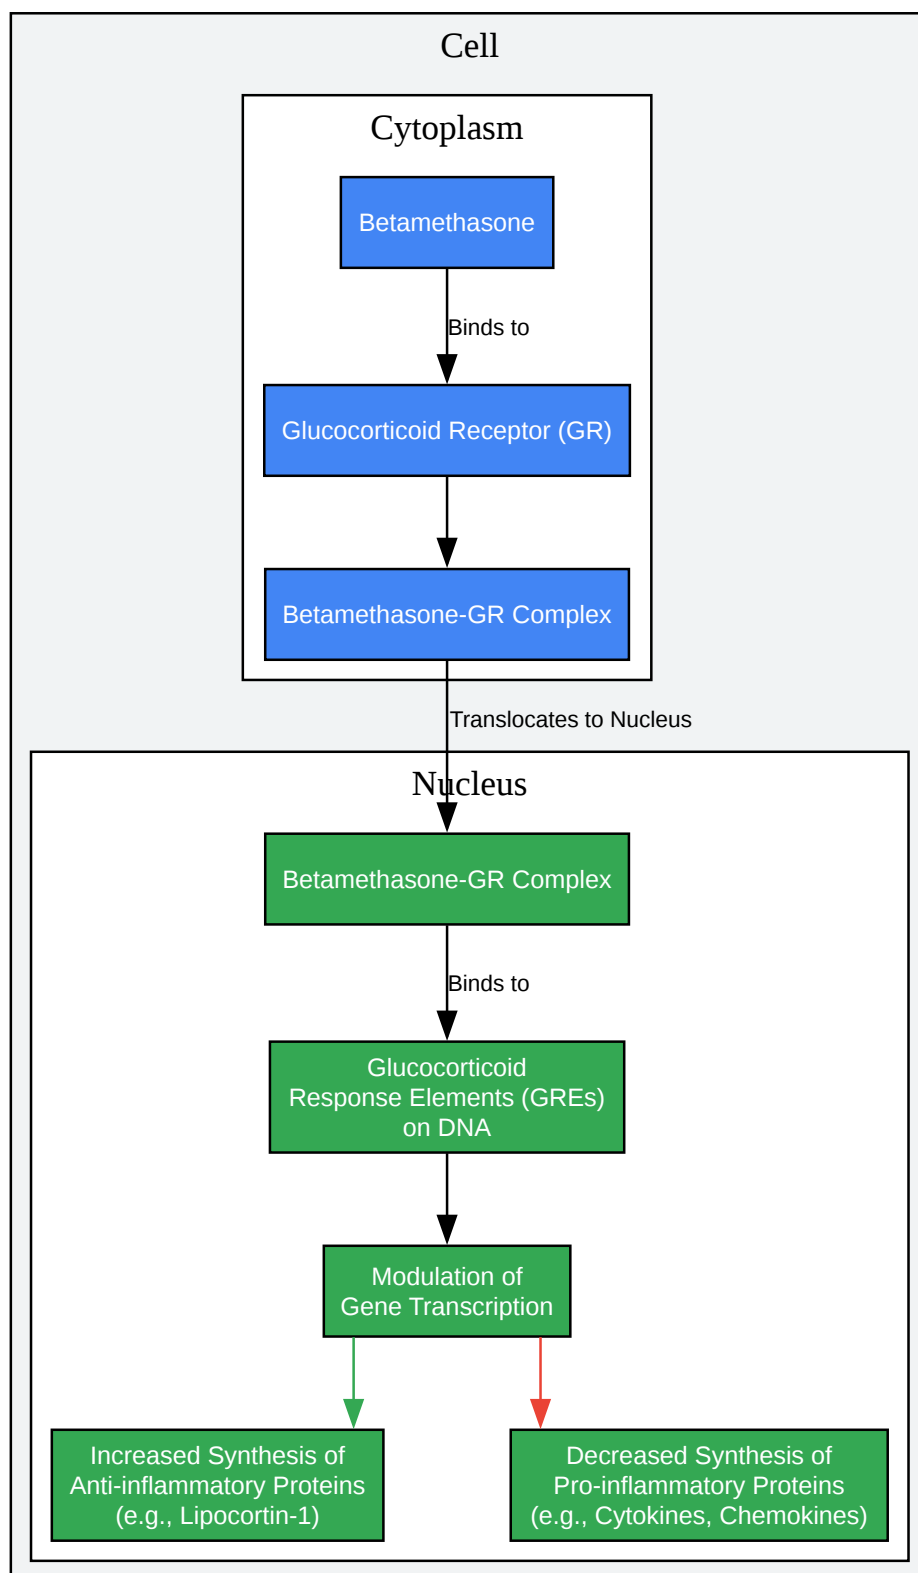 Cell
Cytoplasm
Betamethasone
Binds to
Glucocorticoid Receptor (GR)
Betamethasone-GR Complex
Translocates to Nucleus
Nucleus
Betamethasone-GR Complex
Binds to
Glucocorticoid
Response Elements (GREs)
on DNA
Modulation of
Gene Transcription
Increased Synthesis of
Anti-inflammatory Proteins
(e.g., Lipocortin-1)
Decreased Synthesis of
Pro-inflammatory Proteins
(e.g., Cytokines, Chemokines)